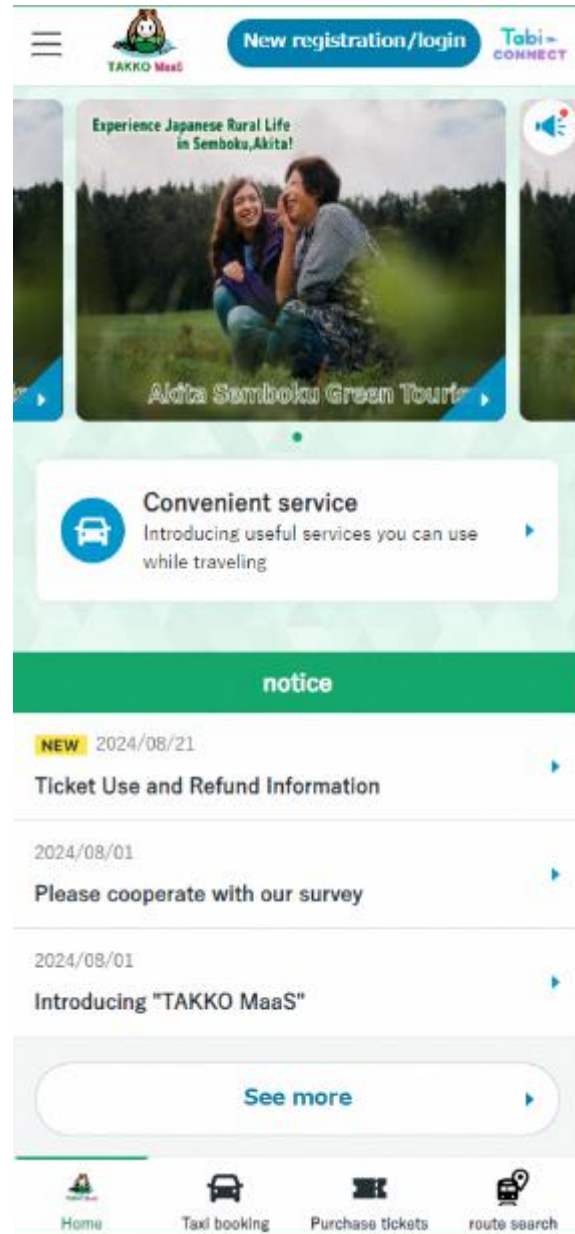 TAKKO MaaS
New registration/login
Tabi-
CONNECT
Experience Japanese Rural Life
in Semboku,Akita!
Akita Semboku Green Touris
Convenient service
Introducing useful services you can use
while traveling
notice
NEW 2024/08/21
Ticket Use and Refund Information
2024/08/01
Please cooperate with our survey
2024/08/01
Introducing "TAKKO MaaS"
See more
Home
Taxi booking
Purchase tickets
route search